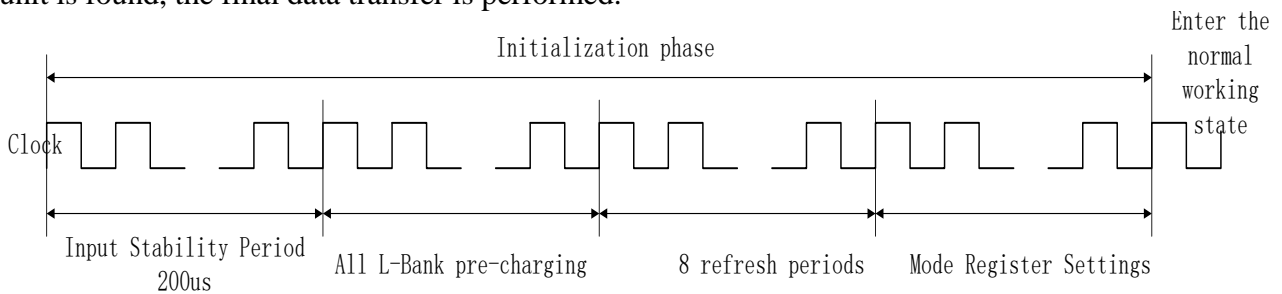 unit is found, the final data transfer is performed.
Enter the
normal
working
state
Initialization phase
Clock
Input Stability Period
200us
All L-Bank pre-charging
8 refresh periods
Mode Register Settings